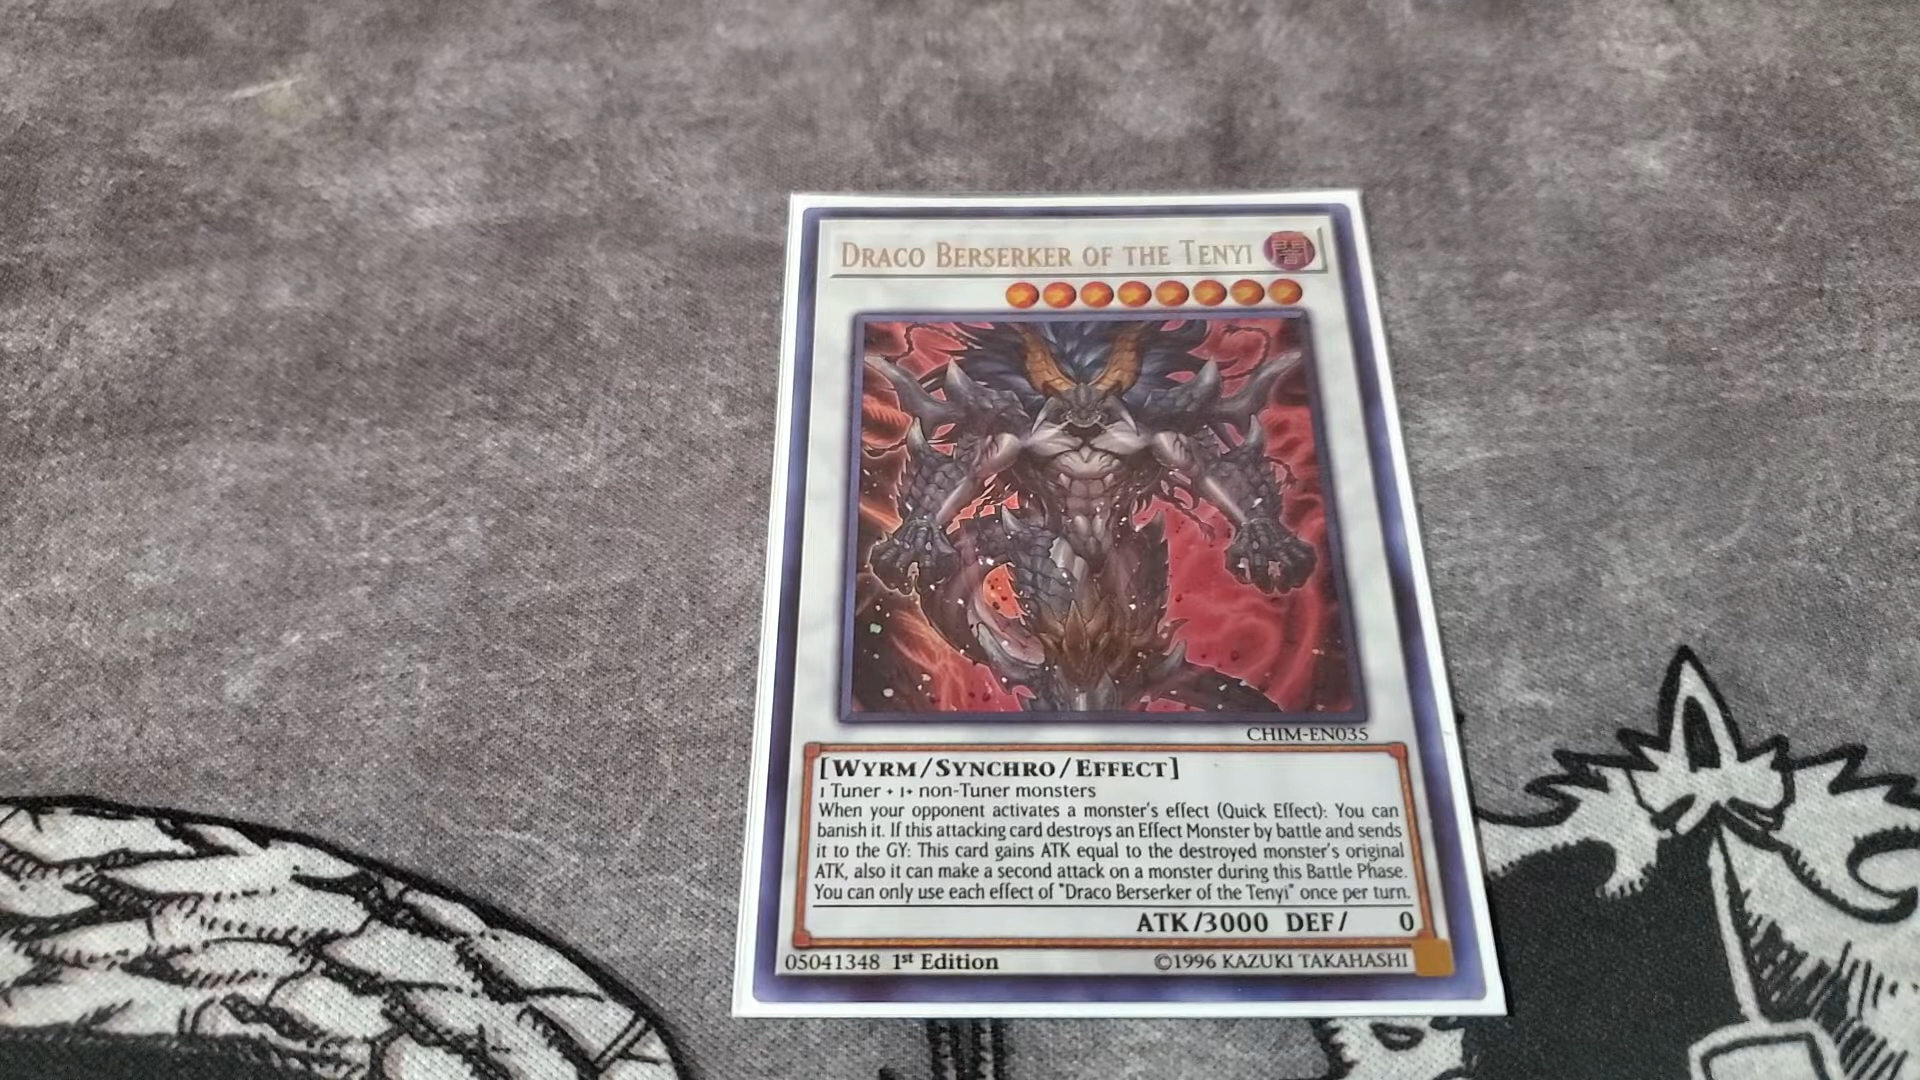 DRACO BERSERKER OF THE TENYI
闇
CHIM-EN035
[WYRM/SYNCHRO/EFFECT]
1 Tuner + 1+ non-Tuner monsters
When your opponent activates a monster's effect (Quick Effect): You can
banish it. If this attacking card destroys an Effect Monster by battle and sends
it to the GY: This card gains ATK equal to the destroyed monster's original
ATK, also it can make a second attack on a monster during this Battle Phase.
You can only use each effect of "Draco Berserker of the Tenyi" once per turn.
ATK/3000 DEF/ 0
05041348 1st Edition ©1996 KAZUKI TAKAHASHI